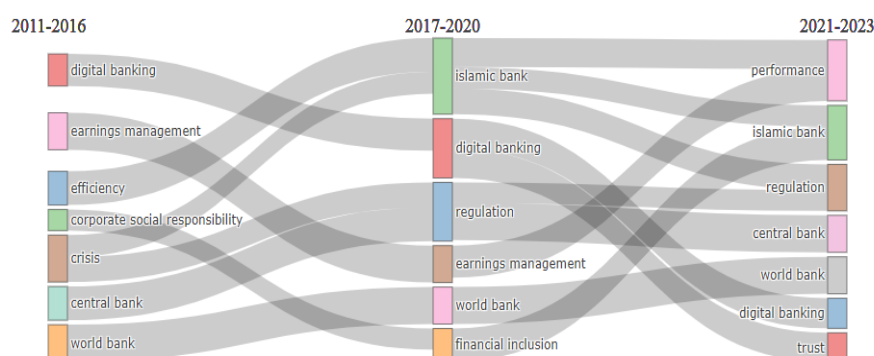 2011-2016
2017-2020
2021-2023
digital banking
earnings management
efficiency
corporate social responsibility
crisis
central bank
world bank
islamic bank
digital banking
regulation
earnings management
world bank
financial inclusion
performance
islamic bank
regulation
central bank
world bank
digital banking
trust